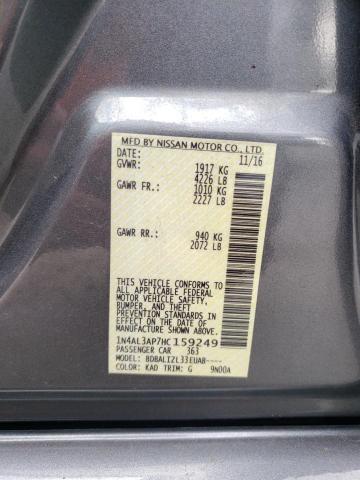 MFD BY NISSAN MOTOR CO., LTD.
DATE: 11/16
GVWR: 1917 KG
4226 LB
GAWR FR.: 1010 KG
2227 LB
GAWR RR.: 940 KG
2072 LB
THIS VEHICLE CONFORMS TO
ALL APPLICABLE FEDERAL
MOTOR VEHICLE SAFETY,
BUMPER, AND THEFT
PREVENTION STANDARDS IN
EFFECT ON THE DATE OF
MANUFACTURE SHOWN ABOVE.
1N4AL3AP7HC159249
PASSENGER CAR 363
MODEL: BDBALIZL33EUAB----
COLOR: KAD TRIM: G 9N00A